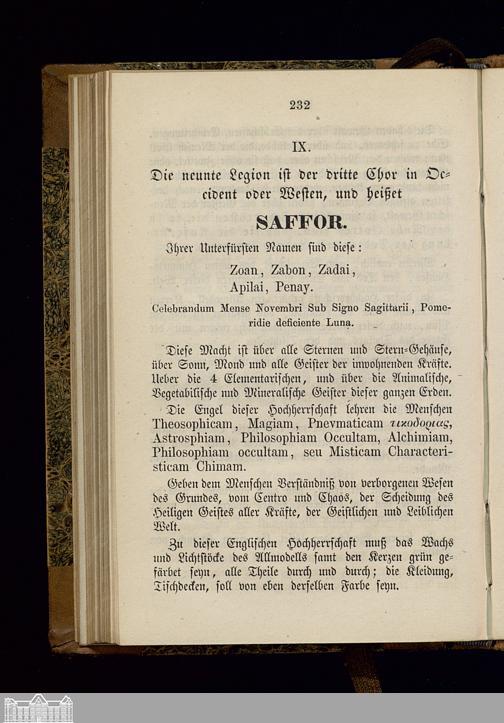 232
IX.
Die neunte Legion ist der dritte Chor in Oc-
cident oder Westen, und heißet
SAFFOR.
Ihrer Unterfürsten Namen sind diese:
Zoan, Zabon, Zadai,
Apilai, Penay.
Celebrandum Mense Novembri Sub Signo Sagittarii, Pome-
ridie deficiente Luna.
Diese Macht ist über alle Sternen und Stern-Gehäuse,
über Sonn, Mond und alle Geister der inwohnenden Kräfte.
Ueber die 4 Elementarischen, und über die Animalische,
Vegetabilische und Mineralische Geister dieser ganzen Erden.
Die Engel dieser Hochherrschaft lehren die Menschen
Theosophicam, Magiam, Pnevmaticam τικοδοριας,
Astrosphiam, Philosophiam Occultam, Alchimiam,
Philosophiam occultam, seu Misticam Characteri-
sticam Chimam.
Geben dem Menschen Verständniß von verborgenen Wesen
des Grundes, vom Centro und Chaos, der Scheidung des
Heiligen Geistes aller Kräfte, der Geistlichen und Leiblichen
Welt.
Zu dieser Englischen Hochherrschaft muß das Wachs
und Lichtstöcke des Allmodells samt den Kerzen grün ge-
färbet seyn, alle Theile durch und durch; die Kleidung,
Tischdecken, soll von eben derselben Farbe seyn.